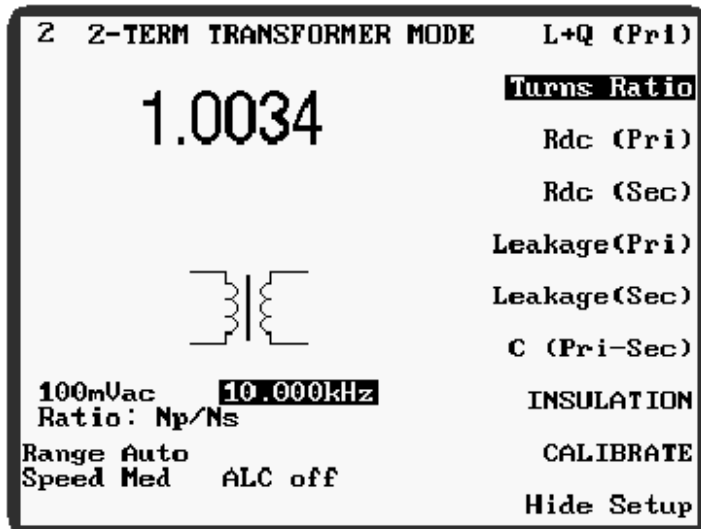 2 2-TERM TRANSFORMER MODE L+Q (Pri)
Turns Ratio
1.0034
Rdc (Pri)
Rdc (Sec)
Leakage(Pri)
Leakage(Sec)
C (Pri-Sec)
100mVac 10.000kHz INSULATION
Ratio: Np/Ns
Range Auto CALIBRATE
Speed Med ALC off
Hide Setup